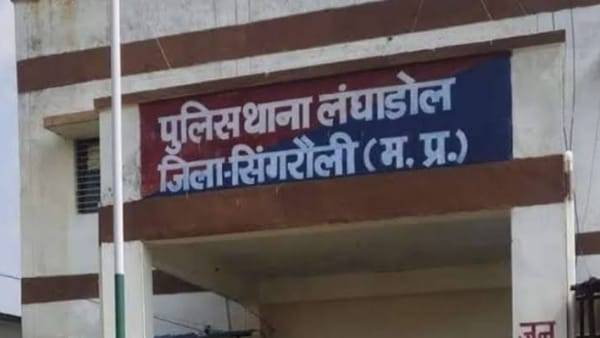 पुलिस थाना लंघाडोल
जिला-सिंगरौली (म. प्र.)